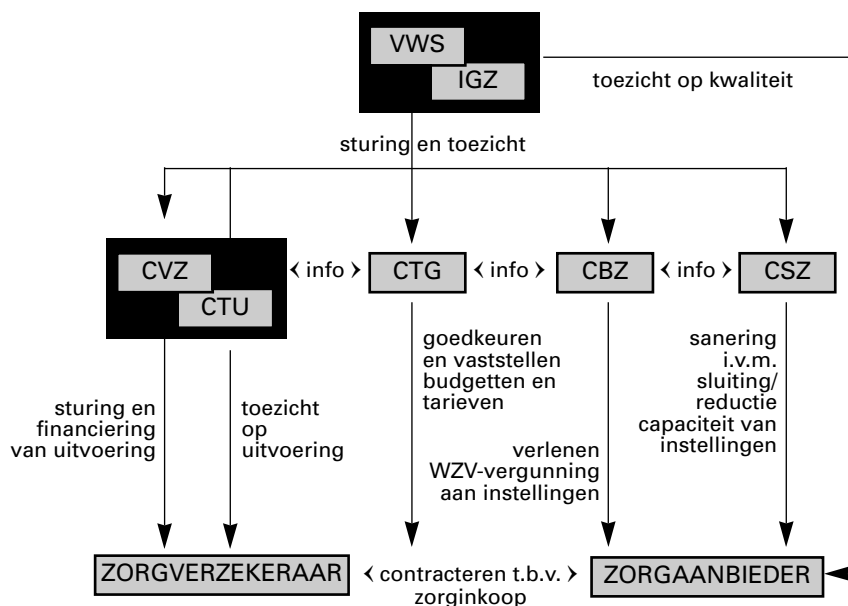 VWS
IGZ
toezicht op kwaliteit
sturing en toezicht
CVZ
CTU
< info >
CTG
< info >
CBZ
< info >
CSZ
goedkeuren
en vaststellen
budgetten en
tarieven
sanering
i.v.m.
sluiting/
reductie
capaciteit van
instellingen
sturing en
financiering
van uitvoering
toezicht
op
uitvoering
verlenen
WZV-vergunning
aan instellingen
ZORGVERZEKERAAR
< contracteren t.b.v. >
zorginkoop
ZORGAANBIEDER